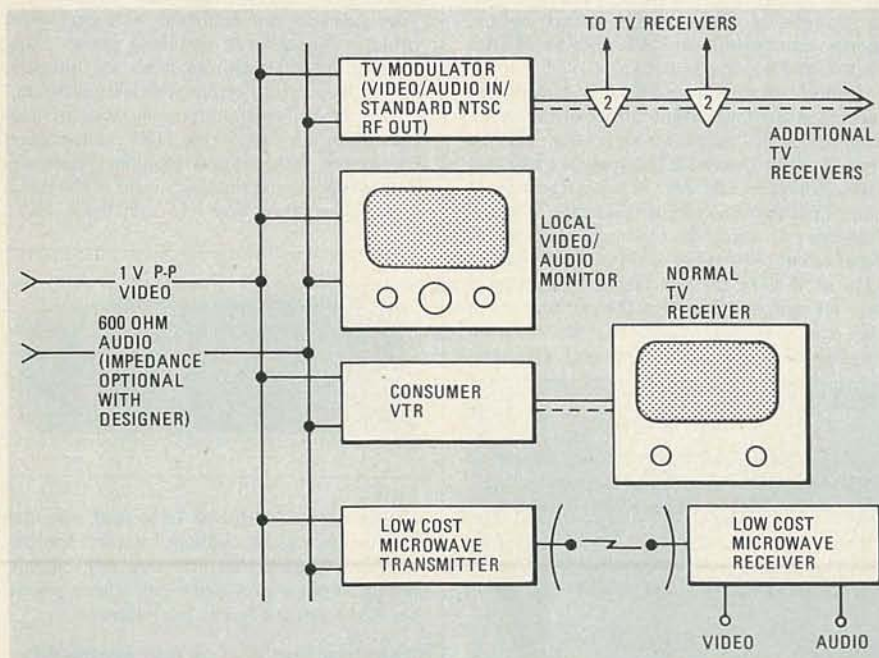 TO TV RECEIVERS
TV MODULATOR
(VIDEO/AUDIO IN/
STANDARD NTSC
RF OUT)
2
2
ADDITIONAL
TV
RECEIVERS
LOCAL
VIDEO/
AUDIO
MONITOR
1 V P-P
VIDEO
600 OHM
AUDIO
(IMPEDANCE
OPTIONAL
WITH
DESIGNER)
NORMAL
TV
RECEIVER
CONSUMER
VTR
LOW COST
MICROWAVE
TRANSMITTER
LOW COST
MICROWAVE
RECEIVER
VIDEO
AUDIO